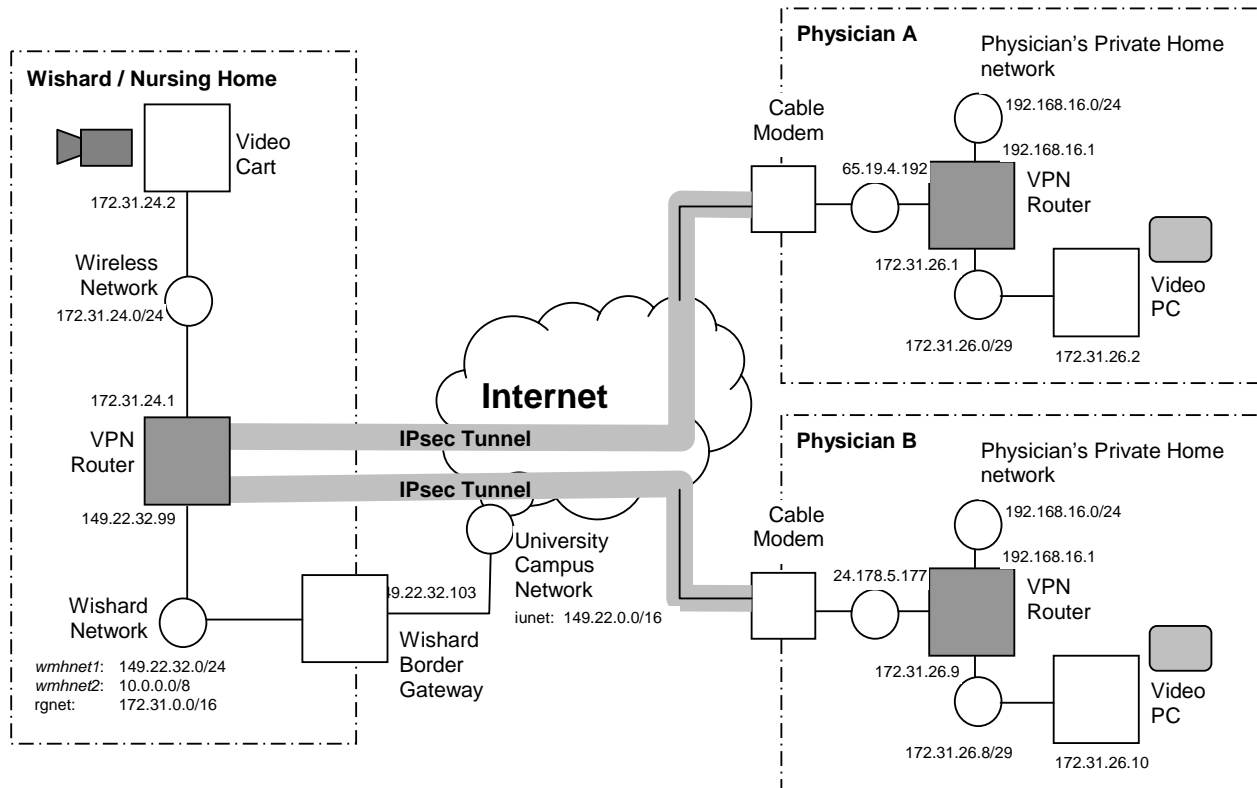 Wishard / Nursing Home
Video
Cart
172.31.24.2
Wireless
Network
172.31.24.0/24
172.31.24.1
VPN
Router
149.22.32.99
Wishard
Network
wmhnet1: 149.22.32.0/24
wmhnet2: 10.0.0.0/8
rgnet: 172.31.0.0/16
49.22.32.103
Wishard
Border
Gateway
Internet
IPsec Tunnel
IPsec Tunnel
University
Campus
Network
iunet: 149.22.0.0/16
Physician A
Physician's Private Home
network
192.168.16.0/24
Cable
Modem
192.168.16.1
65.19.4.192
VPN
Router
172.31.26.1
Video
PC
172.31.26.0/29
172.31.26.2
Physician B
Physician's Private Home
network
192.168.16.0/24
Cable
Modem
192.168.16.1
24.178.5.177
VPN
Router
172.31.26.9
Video
PC
172.31.26.8/29
172.31.26.10